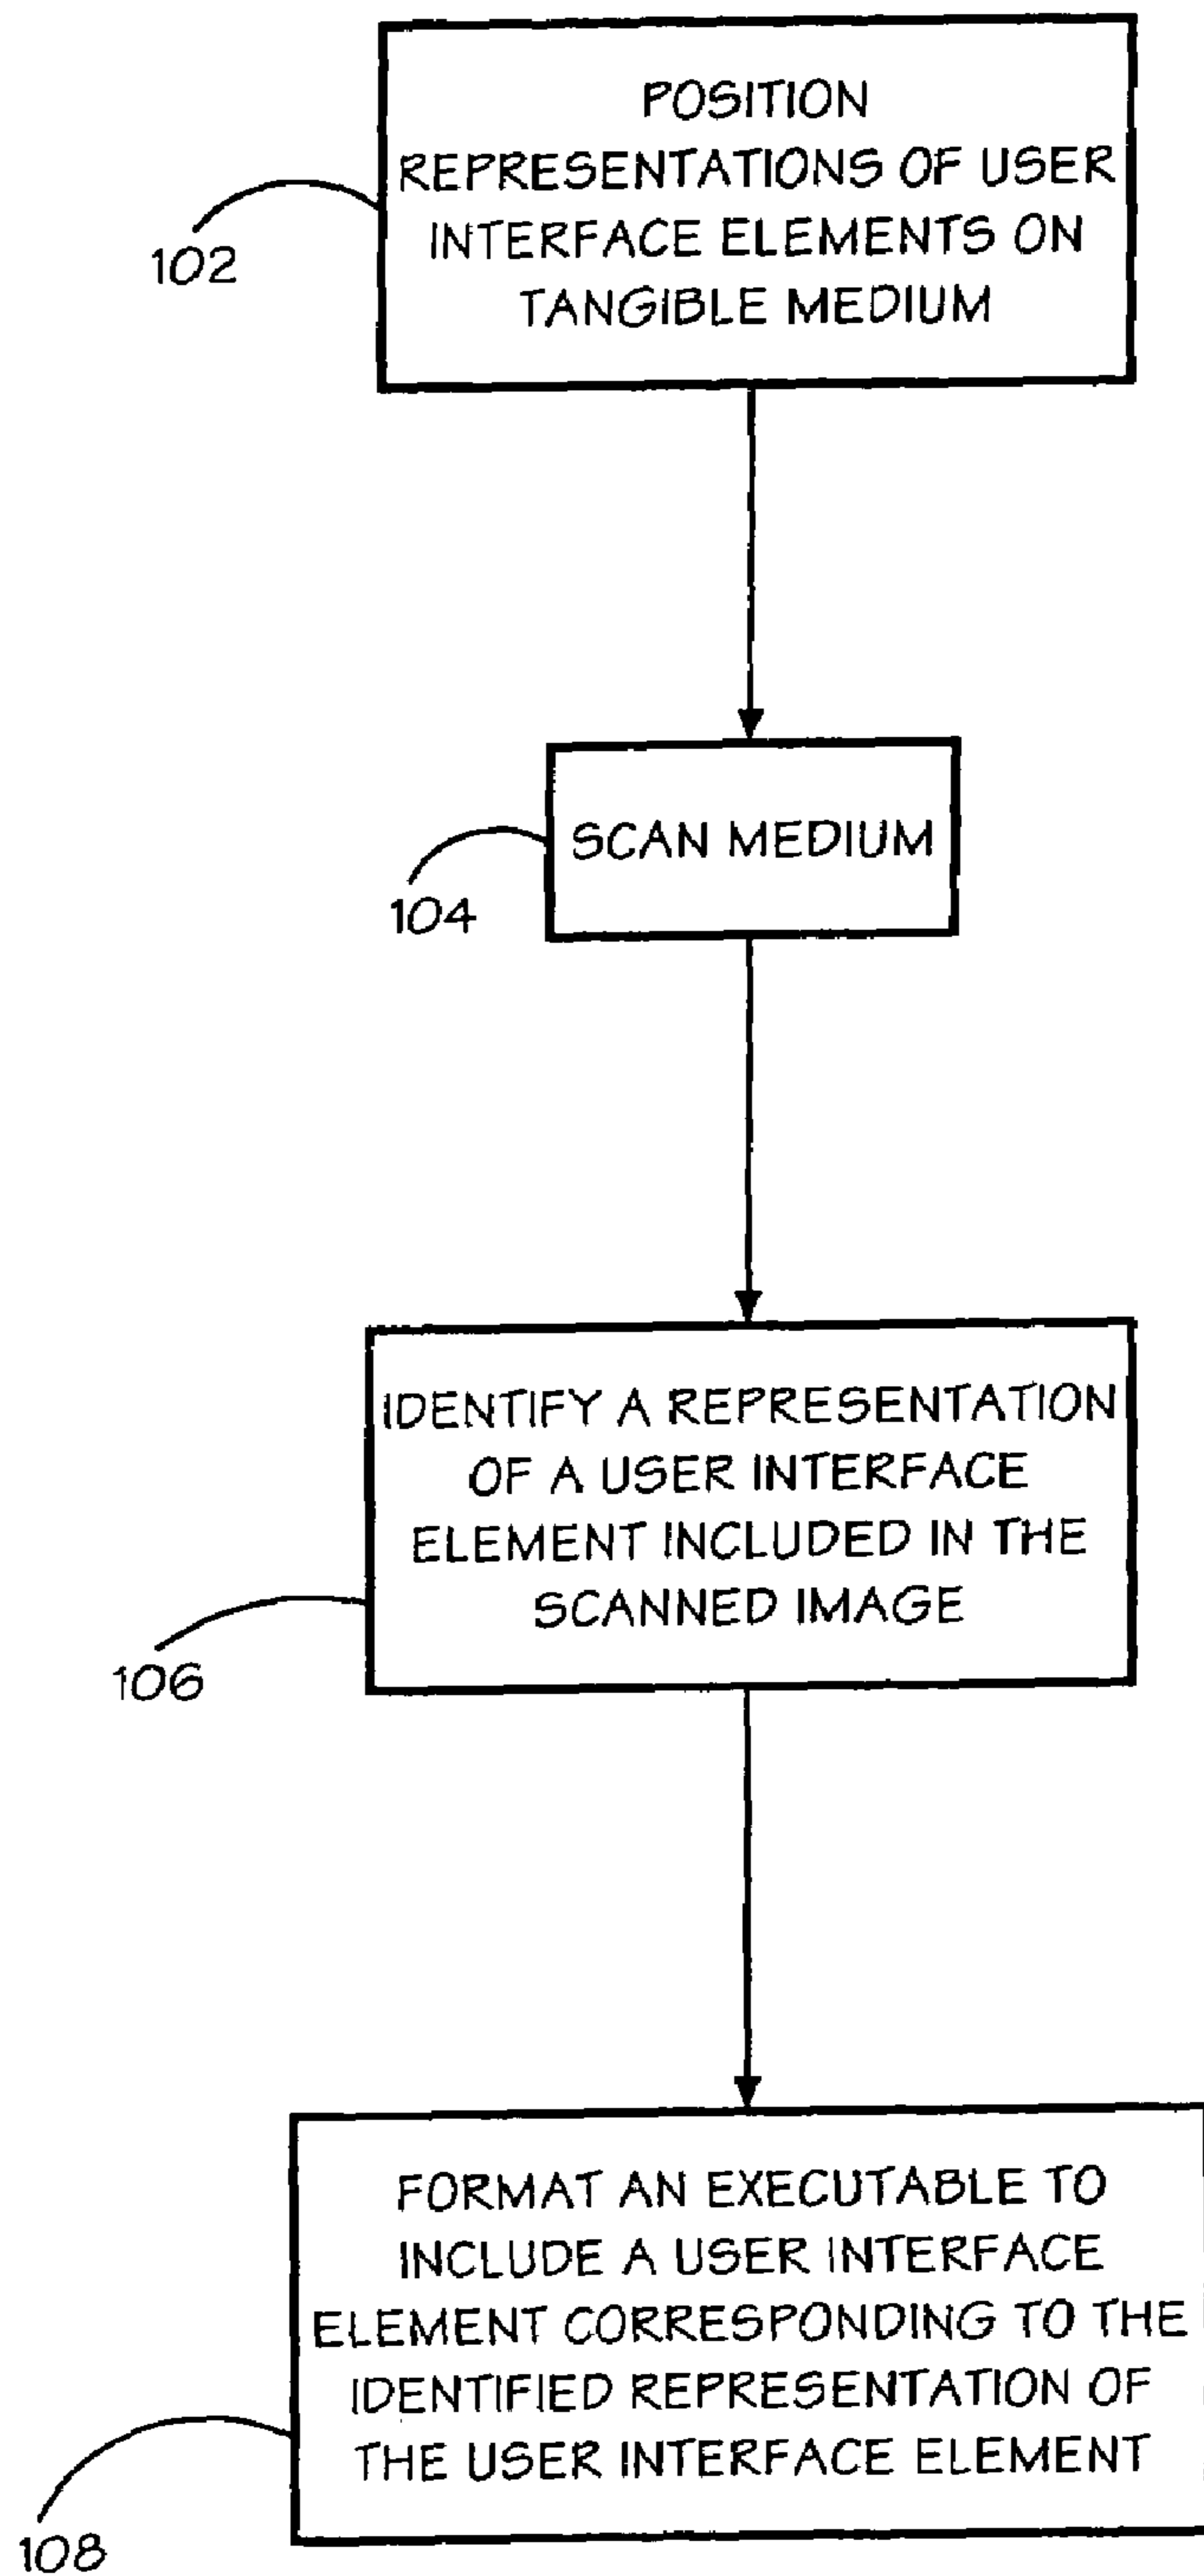 POSITION
REPRESENTATIONS OF USER
INTERFACE ELEMENTS ON
TANGIBLE MEDIUM
102
SCAN MEDIUM
104
IDENTIFY A REPRESENTATION
OF A USER INTERFACE
ELEMENT INCLUDED IN THE
SCANNED IMAGE
106
FORMAT AN EXECUTABLE TO
INCLUDE A USER INTERFACE
ELEMENT CORRESPONDING TO THE
IDENTIFIED REPRESENTATION OF
THE USER INTERFACE ELEMENT
108